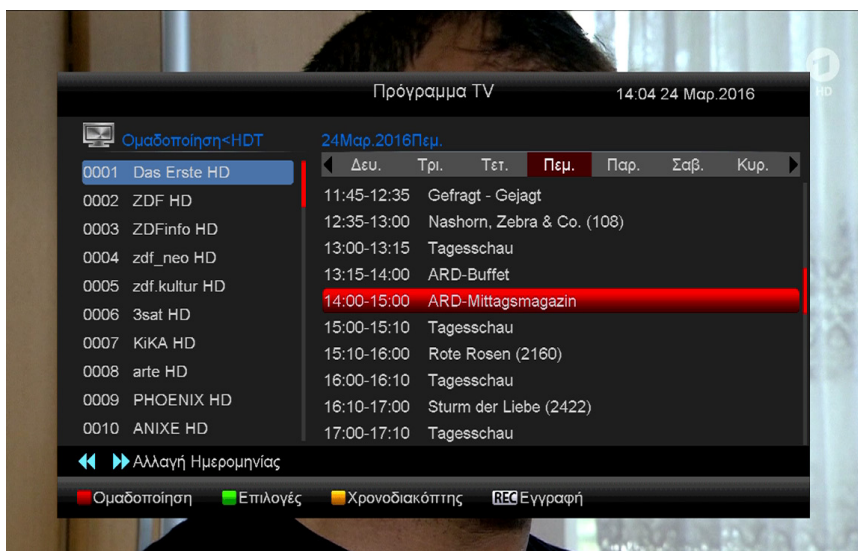 Πρόγραμμα TV 14:04 24 Μαρ.2016
HD
Ομαδοποίηση<HDT
24Μαρ.2016Πεμ.
Δευ. Τρι. Τετ. Πεμ. Παρ. Σαβ. Κυρ.
0001 Das Erste HD
0002 ZDF HD
0003 ZDFinfo HD
0004 zdf_neo HD
0005 zdf.kultur HD
0006 3sat HD
0007 KiKA HD
0008 arte HD
0009 PHOENIX HD
0010 ANIXE HD
11:45-12:35 Gefragt - Gejagt
12:35-13:00 Nashorn, Zebra & Co. (108)
13:00-13:15 Tagesschau
13:15-14:00 ARD-Buffet
14:00-15:00 ARD-Mittagsmagazin
15:00-15:10 Tagesschau
15:10-16:00 Rote Rosen (2160)
16:00-16:10 Tagesschau
16:10-17:00 Sturm der Liebe (2422)
17:00-17:10 Tagesschau
Αλλαγή Ημερομηνίας
Ομαδοποίηση Επιλογές Χρονοδιακόπτης REC Εγγραφή